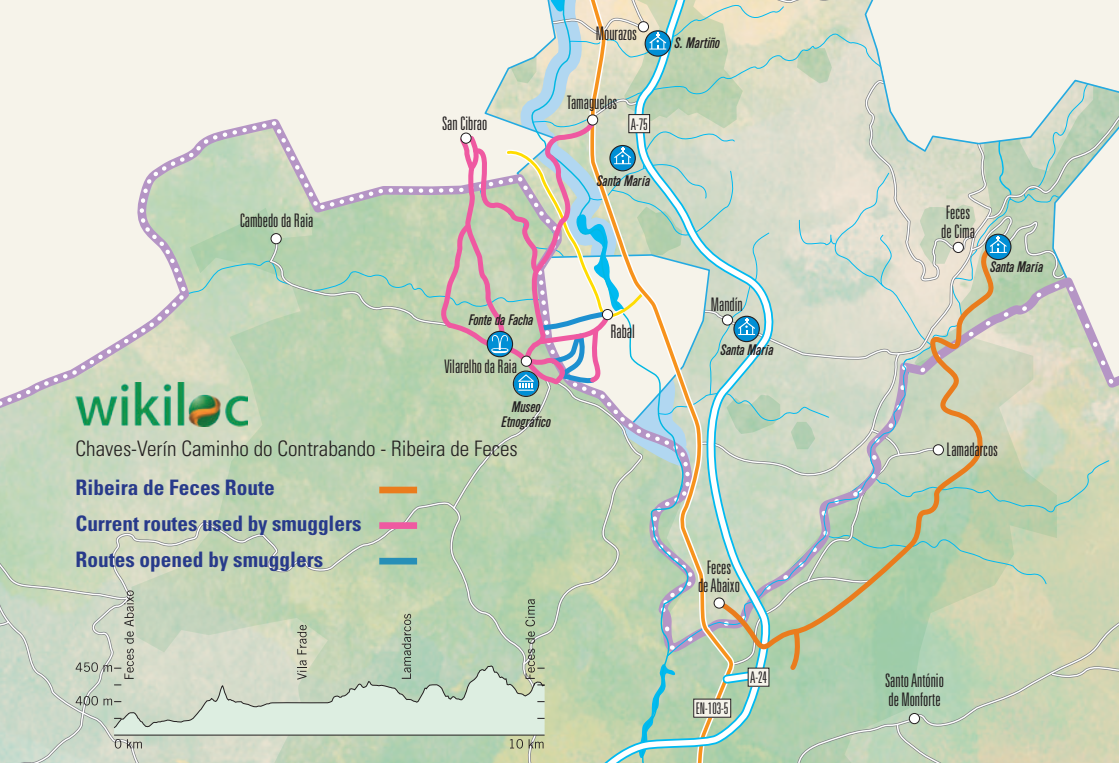 Mourazos
S. Martiño
Tamaguelos
San Cibrao
A-75
Santa María
Cambedo da Raia
Feces
de Cima
Santa María
Mandín
Fonte da Facha
Rabal
Santa María
Vilarelho da Raia
Museo
Etnográfico
wikiloc
Chaves-Verín Caminho do Contrabando - Ribeira de Feces
Lamadarcos
Ribeira de Feces Route
Current routes used by smugglers
Routes opened by smugglers
Feces
de Abaixo
Feces de Abaixo
Vila Frade
Lamadarcos
Feces de Cima
450 m
400 m
0 km
10 km
A-24
EN-103-5
Santo António
de Monforte